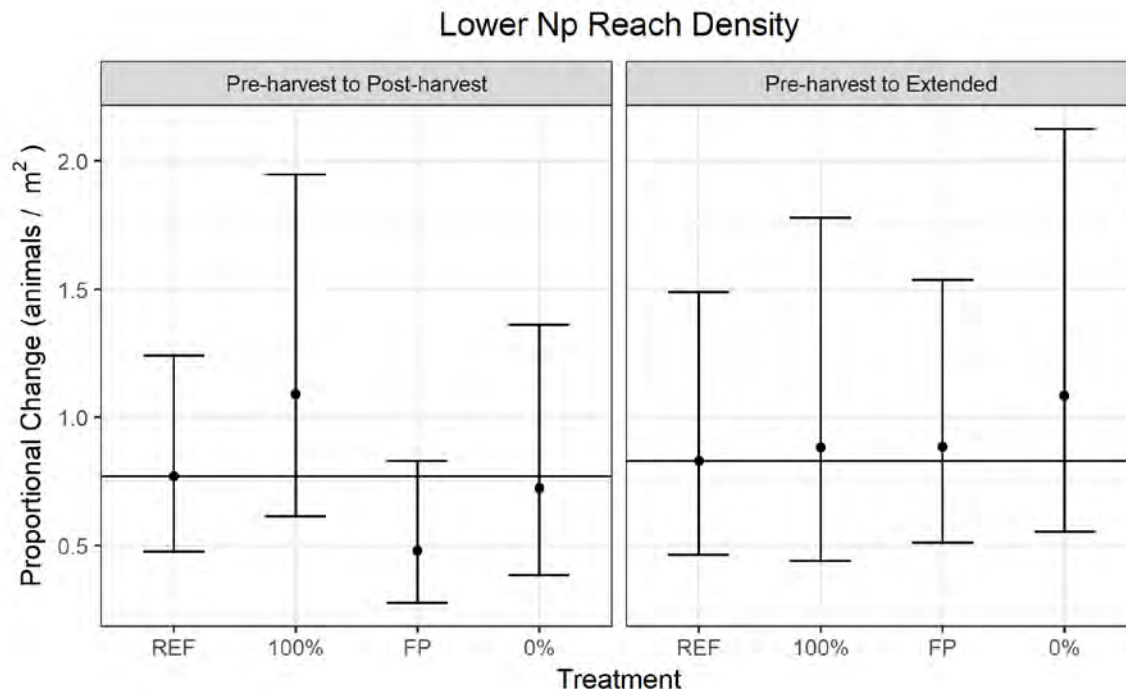 Lower Np Reach Density
Pre-harvest to Post-harvest
Pre-harvest to Extended
Proportional Change (animals / m²)
2.0
1.5
1.0
0.5
REF 100% FP 0%
REF 100% FP 0%
Treatment